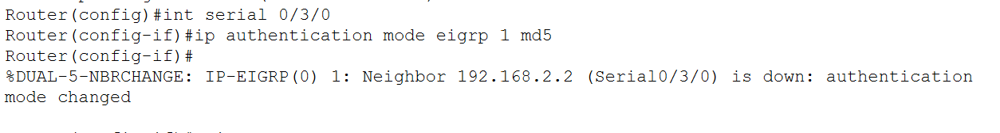 Router(config)#int serial 0/3/0
Router(config-if)#ip authentication mode eigrp 1 md5
Router(config-if)#
%DUAL-5-NBRCHANGE: IP-EIGRP(0) 1: Neighbor 192.168.2.2 (Serial0/3/0) is down: authentication
mode changed